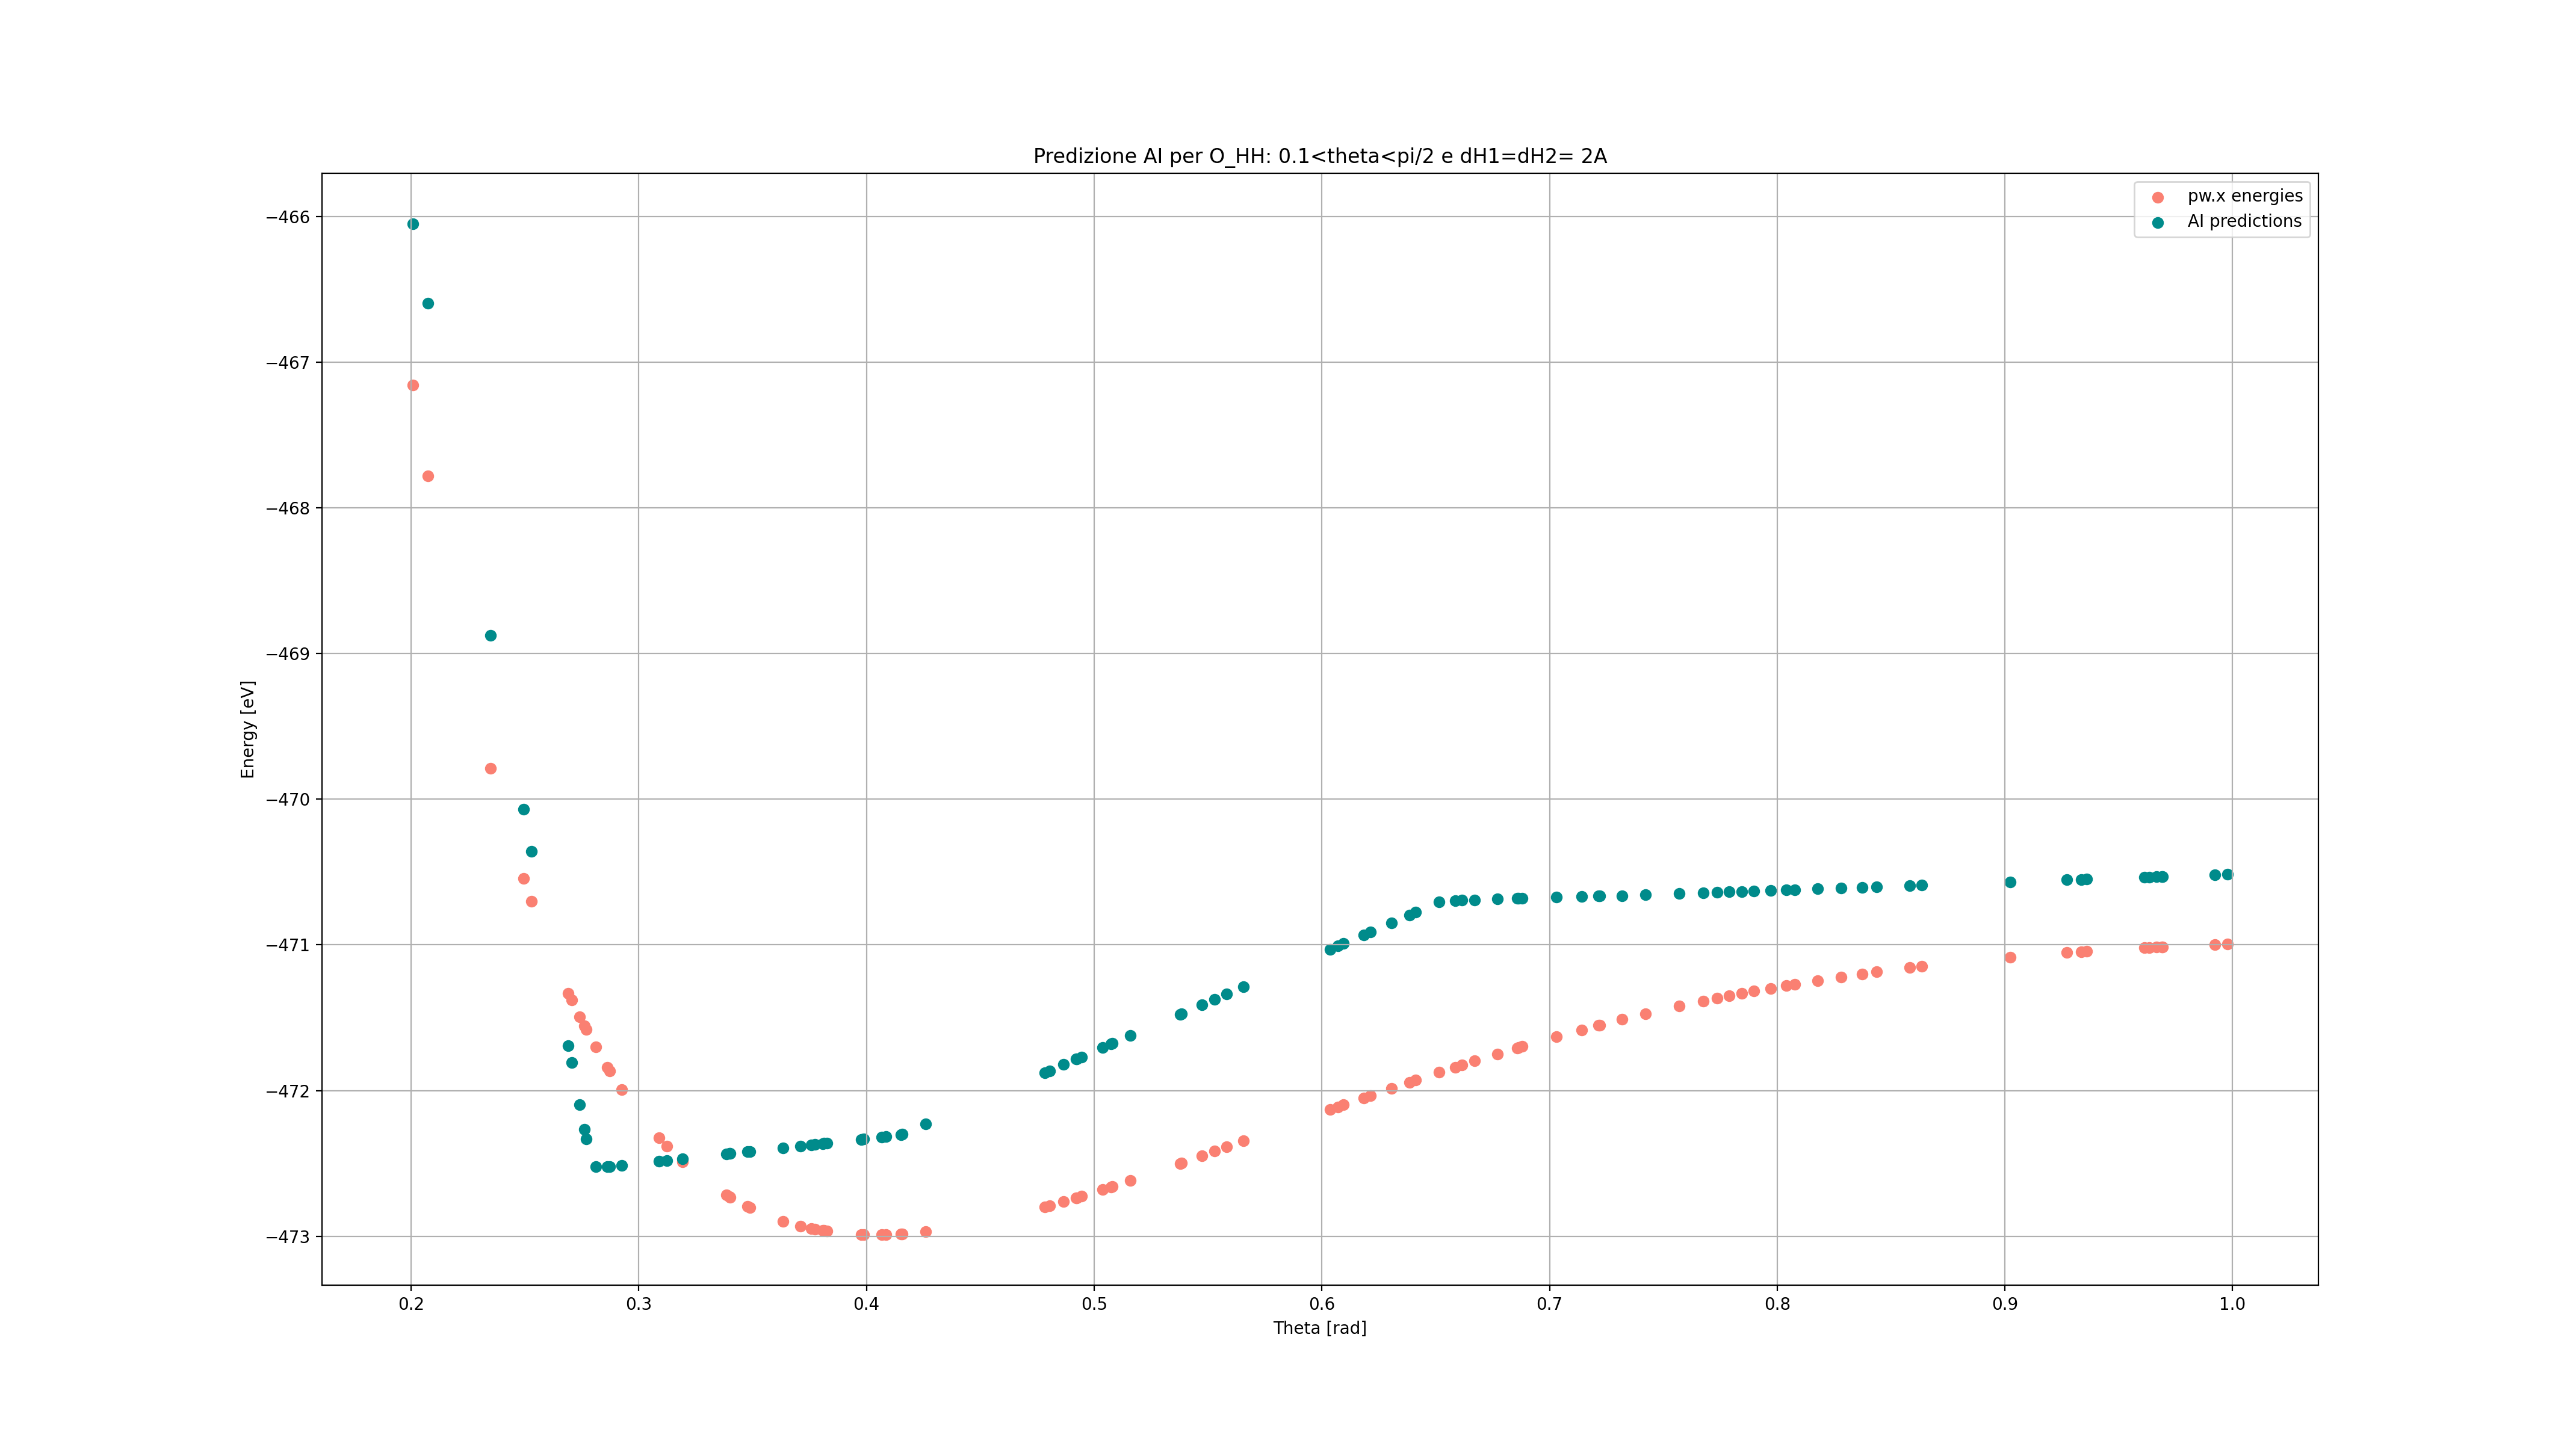 Predizione AI per O_HH: 0.1<theta<pi/2 e dH1=dH2= 2A
pw.x energies
AI predictions
−466
−467
−468
−469
−470
−471
−472
−473
Energy [eV]
0.2 0.3 0.4 0.5 0.6 0.7 0.8 0.9 1.0
Theta [rad]